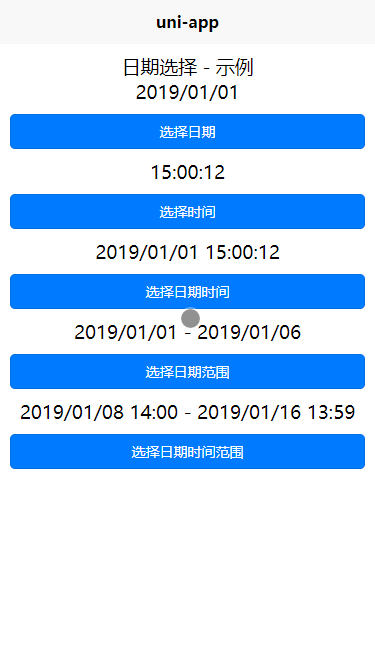 uni-app
日期选择 - 示例
2019/01/01
选择日期
15:00:12
选择时间
2019/01/01 15:00:12
选择日期时间
2019/01/01 - 2019/01/06
选择日期范围
2019/01/08 14:00 - 2019/01/16 13:59
选择日期时间范围